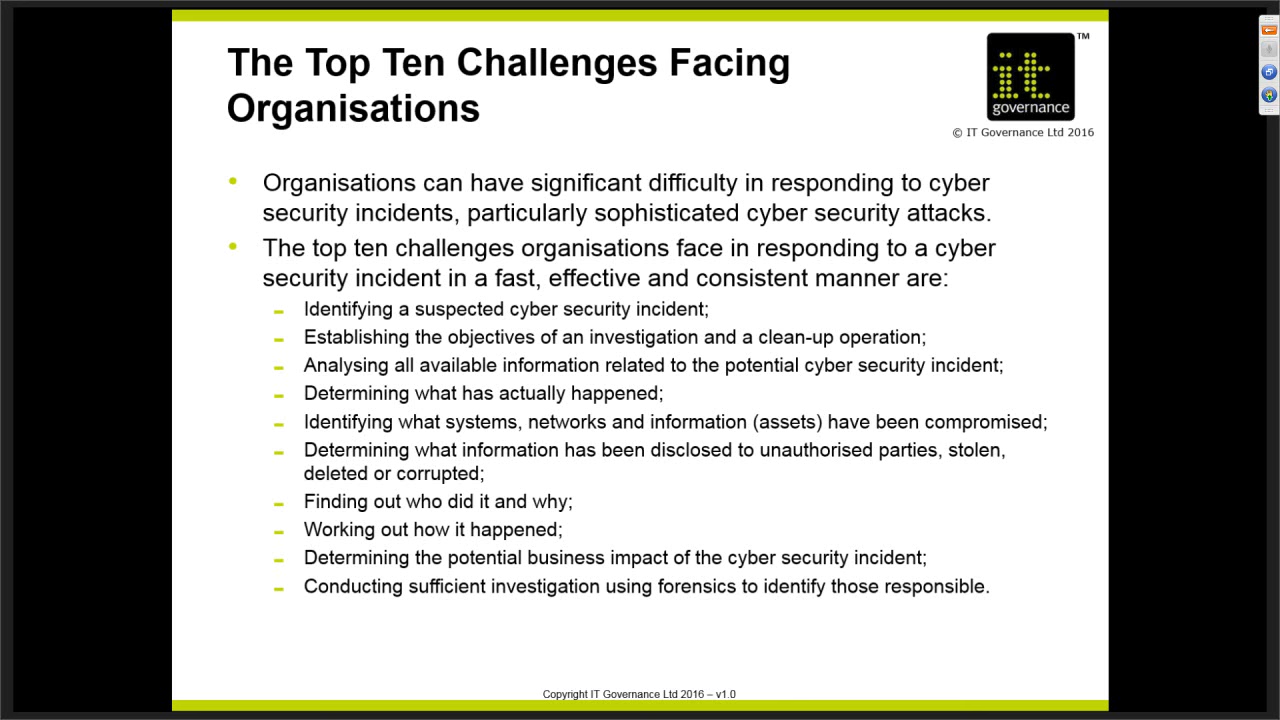 The Top Ten Challenges Facing
Organisations
it
governance
TM
© IT Governance Ltd 2016
• Organisations can have significant difficulty in responding to cyber
security incidents, particularly sophisticated cyber security attacks.
• The top ten challenges organisations face in responding to a cyber
security incident in a fast, effective and consistent manner are:
– Identifying a suspected cyber security incident;
– Establishing the objectives of an investigation and a clean-up operation;
– Analysing all available information related to the potential cyber security incident;
– Determining what has actually happened;
– Identifying what systems, networks and information (assets) have been compromised;
– Determining what information has been disclosed to unauthorised parties, stolen,
deleted or corrupted;
– Finding out who did it and why;
– Working out how it happened;
– Determining the potential business impact of the cyber security incident;
– Conducting sufficient investigation using forensics to identify those responsible.
Copyright IT Governance Ltd 2016 – v1.0